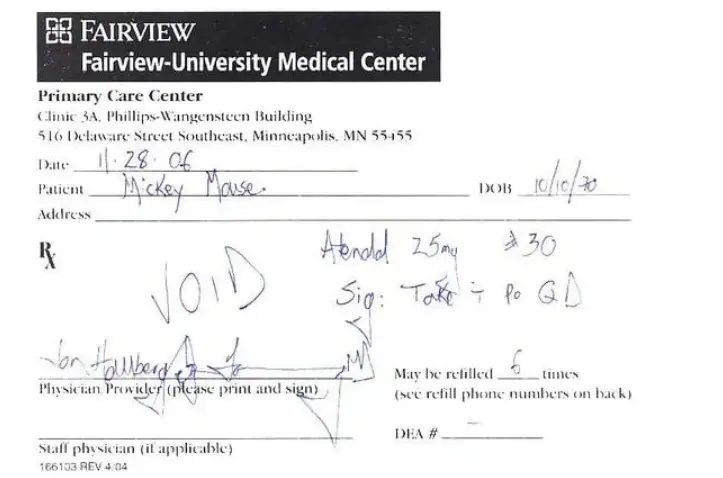 FAIRVIEW
Fairview-University Medical Center
Primary Care Center
Clinic 3A, Phillips-Wangensteen Building
516 Delaware Street Southeast, Minneapolis, MN 55455
Date 11.28.06
Patient Mickey Mouse. DOB 10/10/70
Address
Rx Atenolol 25mg #30
VOID Sig: Take ÷ Po QD
Jon Hallberg MD
May be refilled 6 times
Physician/Provider (please print and sign) (see refill phone numbers on back)
DEA # –
Staff physician (if applicable)
166103 REV 4/04